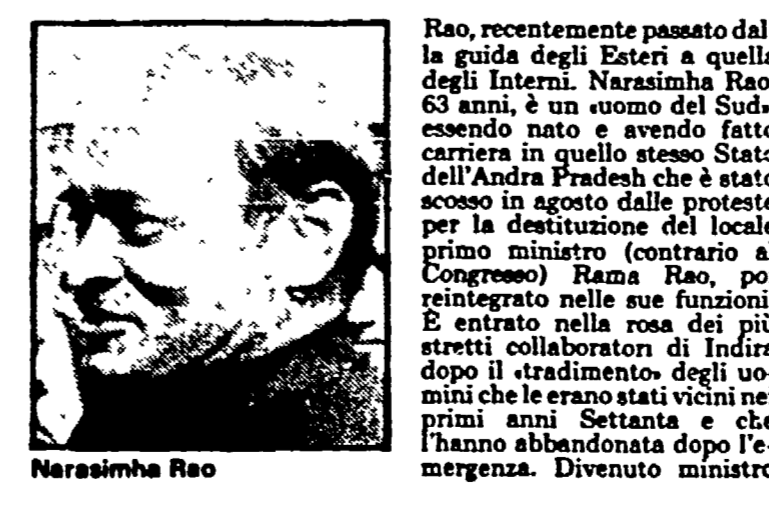 Rao, recentemente passato dal
la guida degli Esteri a quella
degli Interni. Narasimha Rao
63 anni, è un «uomo del Sud»
essendo nato e avendo fatto
carriera in quello stesso Stato
dell'Andra Pradesh che è stato
scosso in agosto dalle proteste
per la destituzione del locale
primo ministro (contrario al
Congresso) Rama Rao, poi
reintegrato nelle sue funzioni.
È entrato nella rosa dei più
stretti collaboratori di Indira
dopo il «tradimento» degli uo-
mini che le erano stati vicini nei
primi anni Settanta e che
l'hanno abbandonata dopo l'e-
mergenza. Divenuto ministro
Narasimha Rao